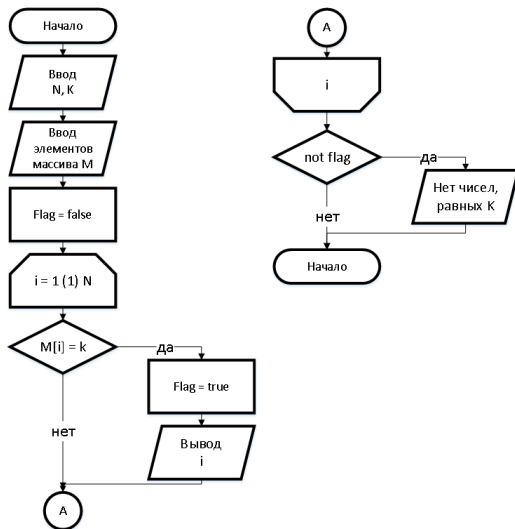 Начало
Ввод
N, K
Ввод
элементов
массива M
Flag = false
i = 1 (1) N
M[i] = k
да
Flag = true
нет
Вывод
i
A
A
i
not flag
да
Нет чисел,
равных K
нет
Начало